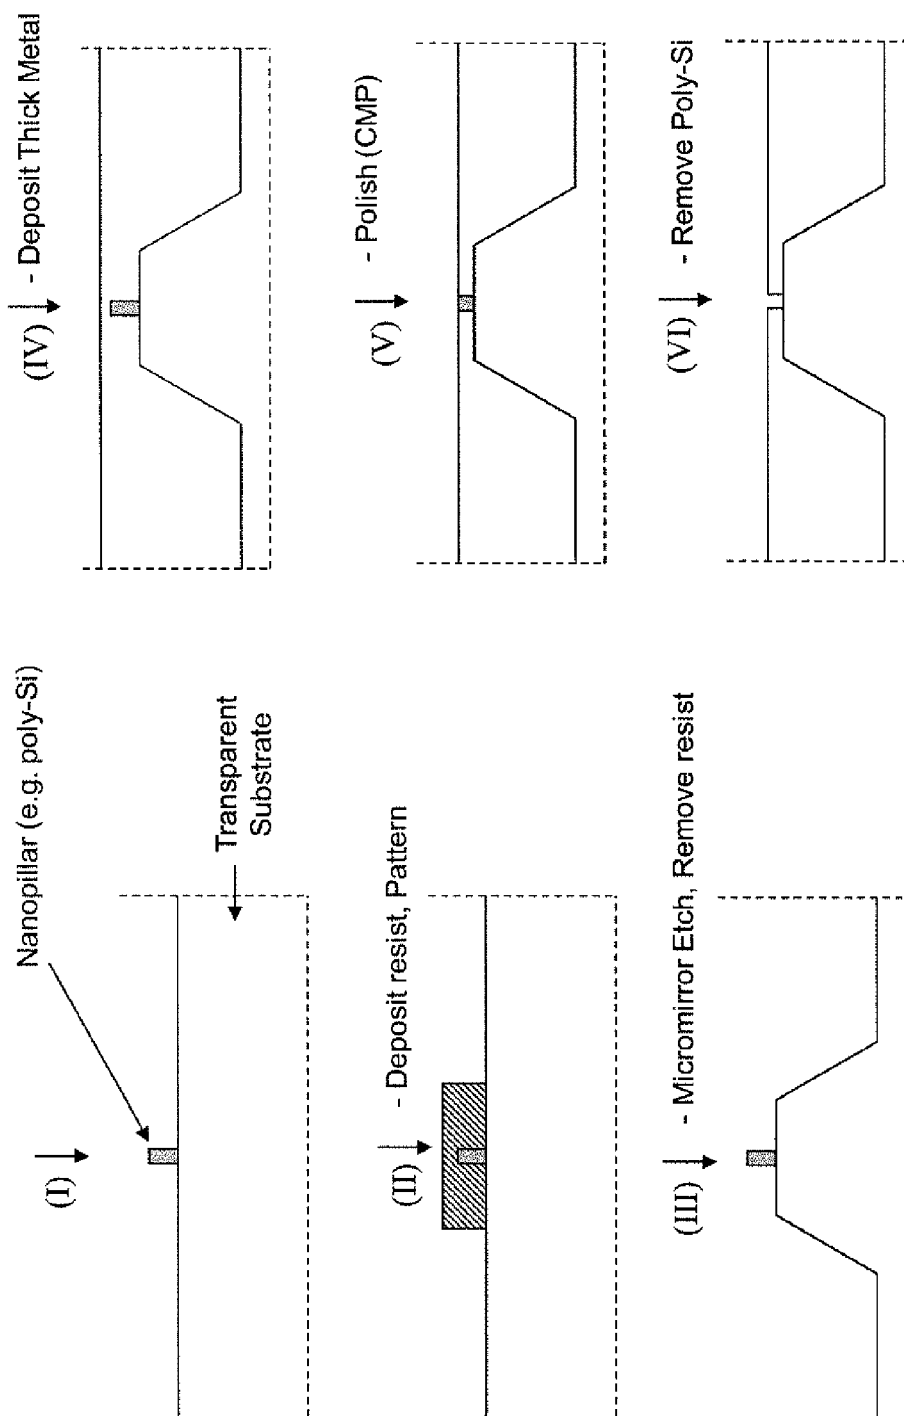 (I)
Nanopillar (e.g. poly-Si)
Transparent
Substrate
(II)
- Deposit resist, Pattern
(III)
- Micromirror Etch, Remove resist
(IV)
- Deposit Thick Metal
(V)
- Polish (CMP)
(VI)
- Remove Poly-Si